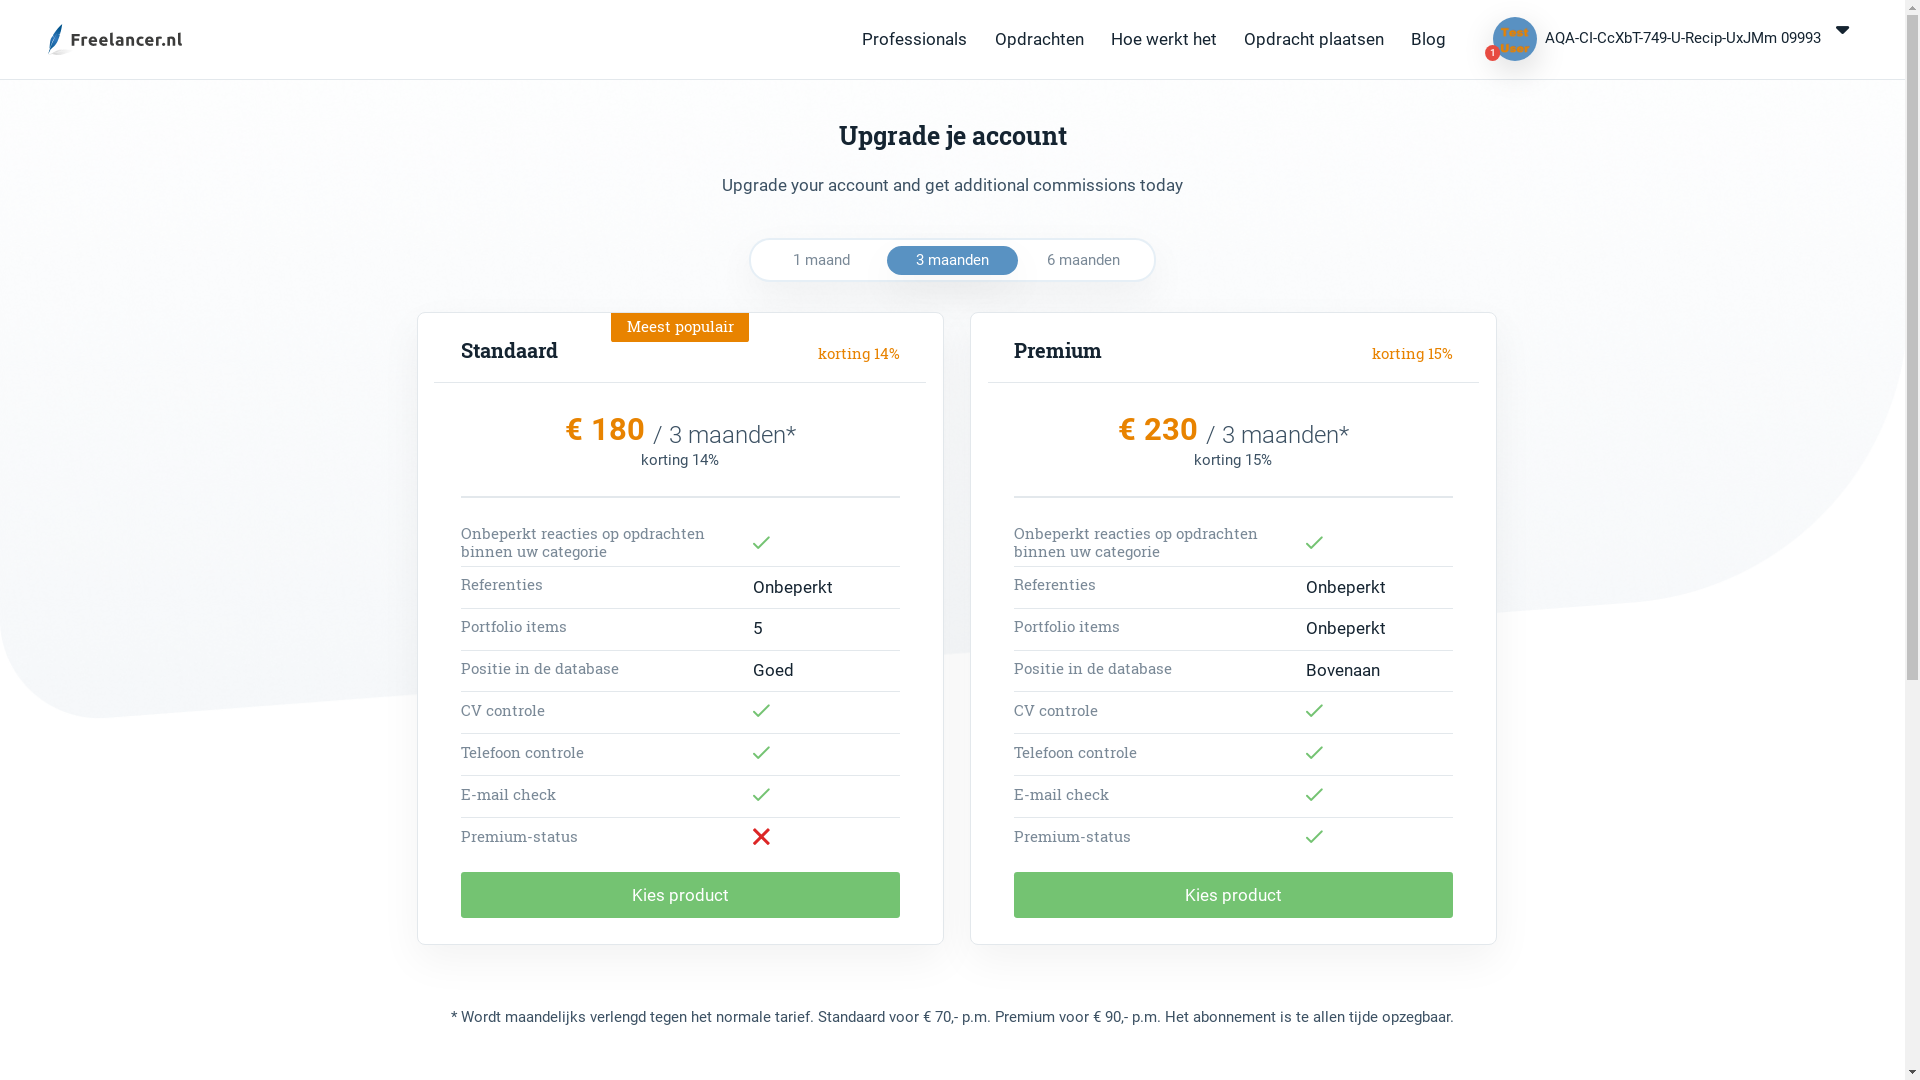 Freelancer.nl
Professionals
Opdrachten
Hoe werkt het
Opdracht plaatsen
Blog
Test
User
1
AQA-CI-CcXbT-749-U-Recip-UxJMm 09993
Upgrade je account
Upgrade your account and get additional commissions today
1 maand
3 maanden
6 maanden
Meest populair
Standaard
korting 14%
€ 180 / 3 maanden*
korting 14%
Onbeperkt reacties op opdrachten
binnen uw categorie
Referenties Onbeperkt
Portfolio items 5
Positie in de database Goed
CV controle
Telefoon controle
E-mail check
Premium-status
Kies product
Premium
korting 15%
€ 230 / 3 maanden*
korting 15%
Onbeperkt reacties op opdrachten
binnen uw categorie
Referenties Onbeperkt
Portfolio items Onbeperkt
Positie in de database Bovenaan
CV controle
Telefoon controle
E-mail check
Premium-status
Kies product
* Wordt maandelijks verlengd tegen het normale tarief. Standaard voor € 70,- p.m. Premium voor € 90,- p.m. Het abonnement is te allen tijde opzegbaar.